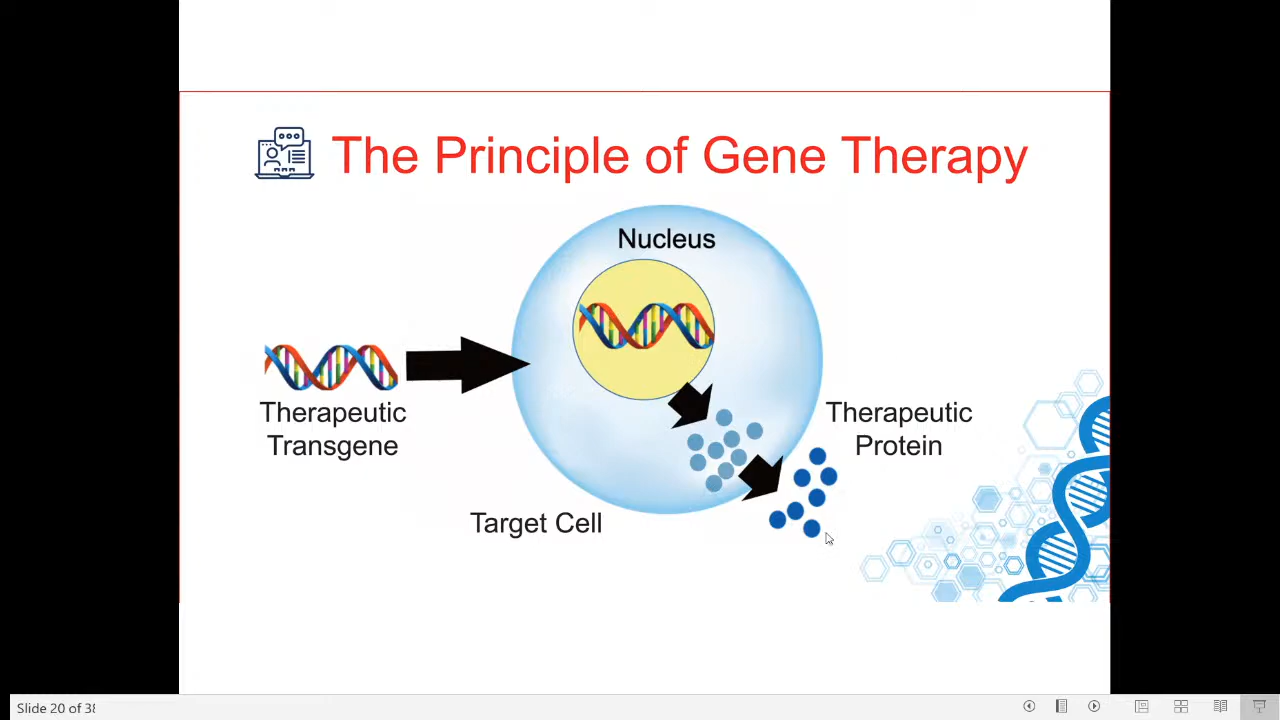 The Principle of Gene Therapy
Nucleus
Therapeutic
Transgene
Therapeutic
Protein
Target Cell
Slide 20 of 38